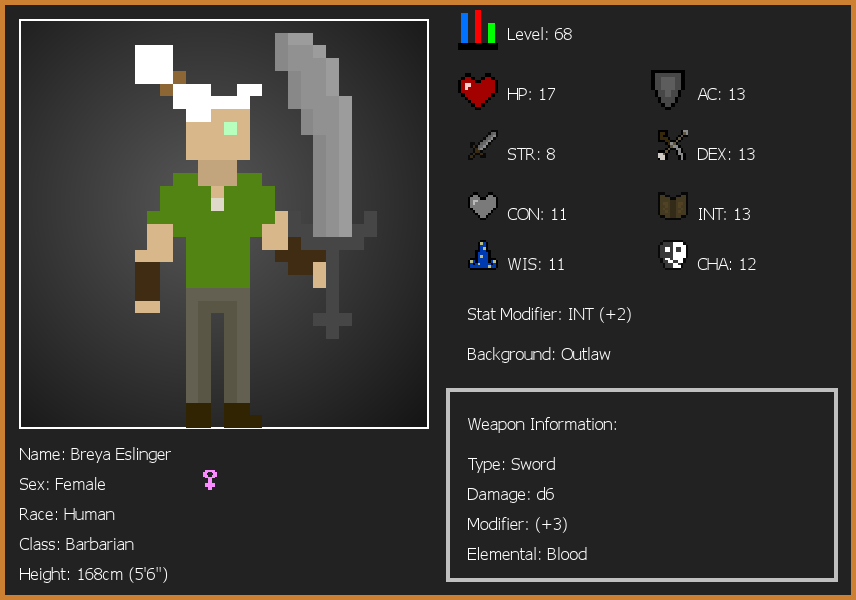 Level: 68
HP: 17
AC: 13
STR: 8
DEX: 13
CON: 11
INT: 13
WIS: 11
CHA: 12
Stat Modifier: INT (+2)
Background: Outlaw
Weapon Information:
Type: Sword
Damage: d6
Modifier: (+3)
Elemental: Blood
Name: Breya Eslinger
Sex: Female
Race: Human
Class: Barbarian
Height: 168cm (5'6")